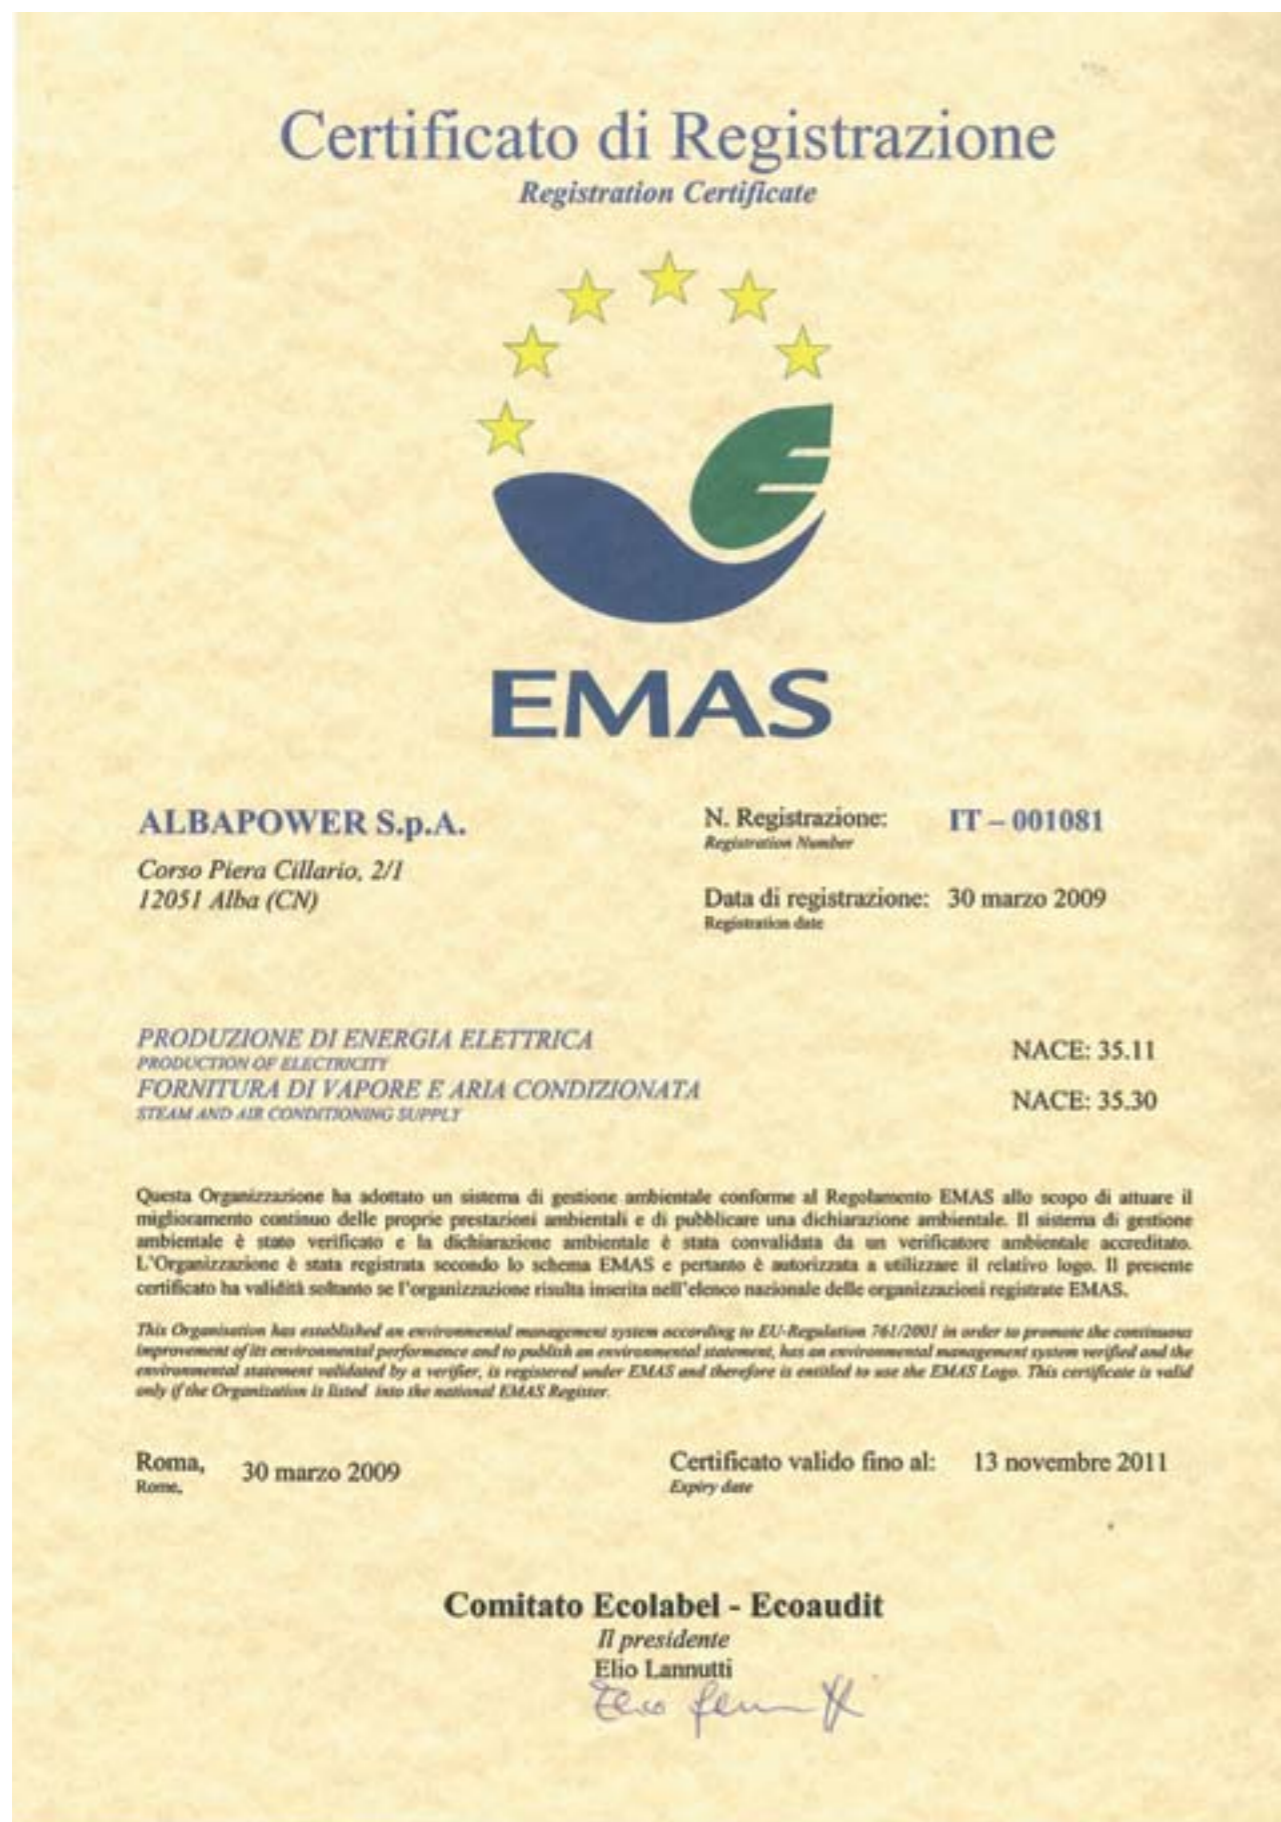 Certificato di Registrazione
Registration Certificate
EMAS
ALBAPOWER S.p.A.
Corso Piera Cillario, 2/1
12051 Alba (CN)
N. Registrazione: IT – 001081
Registration Number
Data di registrazione: 30 marzo 2009
Registration date
PRODUZIONE DI ENERGIA ELETTRICA NACE: 35.11
PRODUCTION OF ELECTRICITY
FORNITURA DI VAPORE E ARIA CONDIZIONATA NACE: 35.30
STEAM AND AIR CONDITIONING SUPPLY
Questa Organizzazione ha adottato un sistema di gestione ambientale conforme al Regolamento EMAS allo scopo di attuare il
miglioramento continuo delle proprie prestazioni ambientali e di pubblicare una dichiarazione ambientale. Il sistema di gestione
ambientale è stato verificato e la dichiarazione ambientale è stata convalidata da un verificatore ambientale accreditato.
L'Organizzazione è stata registrata secondo lo schema EMAS e pertanto è autorizzata a utilizzare il relativo logo. Il presente
certificato ha validità soltanto se l'organizzazione risulta inserita nell'elenco nazionale delle organizzazioni registrate EMAS.
This Organisation has established an environmental management system according to EU-Regulation 761/2001 in order to promote the continuous
improvement of its environmental performance and to publish an environmental statement, has an environmental management system verified and the
environmental statement validated by a verifier, is registered under EMAS and therefore is entitled to use the EMAS Logo. This certificate is valid
only if the Organization is listed into the national EMAS Register.
Roma, 30 marzo 2009
Rome,
Certificato valido fino al: 13 novembre 2011
Expiry date
Comitato Ecolabel - Ecoaudit
Il presidente
Elio Lannutti